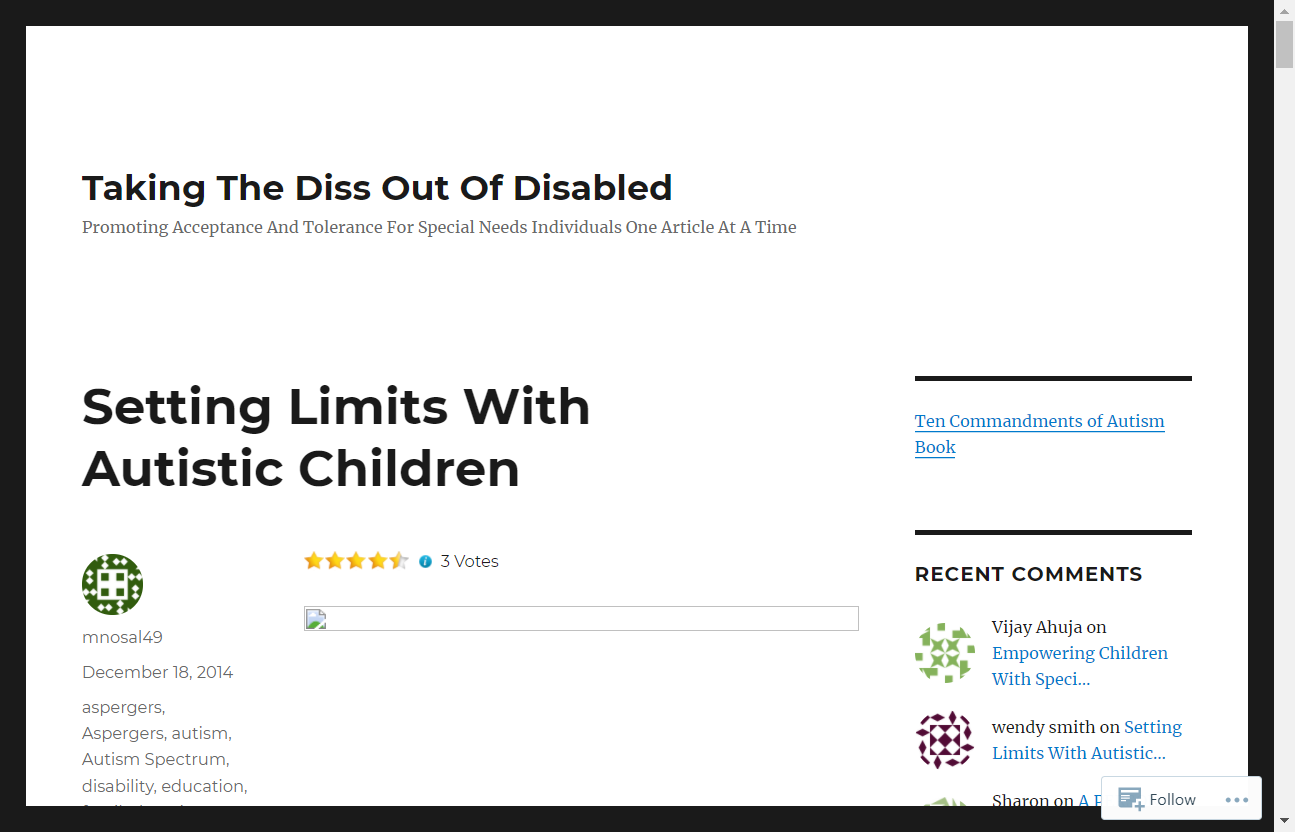 Taking The Diss Out Of Disabled
Promoting Acceptance And Tolerance For Special Needs Individuals One Article At A Time
Setting Limits With
Autistic Children
mnosal49
December 18, 2014
aspergers,
Aspergers, autism,
Autism Spectrum,
disability, education,
3 Votes
Ten Commandments of Autism
Book
RECENT COMMENTS
Vijay Ahuja on
Empowering Children
With Speci...
wendy smith on Setting
Limits With Autistic...
Sharon on A
Follow